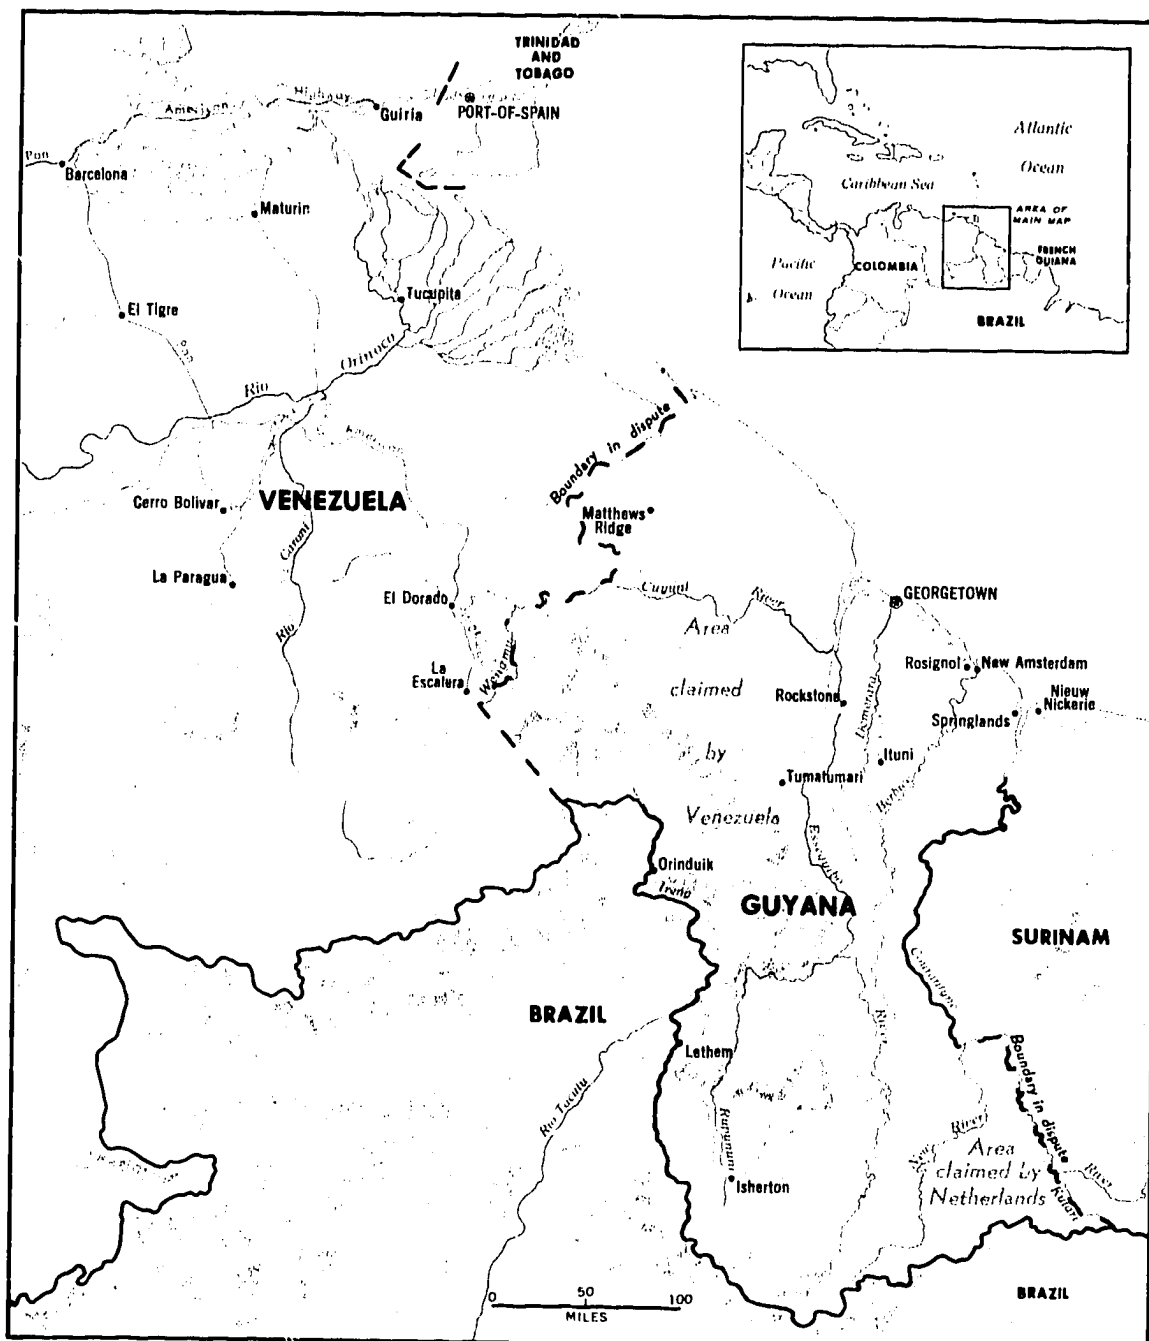 TRINIDAD
AND
TOBAGO
Pan
American
Highway
Guiria
PORT-OF-SPAIN
Barcelona
Maturin
Tucupita
El Tigre
Rio
Orinoco
Boundary in dispute
Cerro Bolivar
VENEZUELA
Matthews
Ridge
Rio
Caroni
La Paragua
El Dorado
Cuyuni
River
GEORGETOWN
Area
claimed
by
Venezuela
Wenamu
La
Escalera
Rosignol
New Amsterdam
Rockstone
Demerara
Nieuw
Nickerie
Springlands
Ituni
Tumatumari
Berbice
Essequibo
Orinduik
Ireng
GUYANA
SURINAM
Courantyne
BRAZIL
River
Lethem
Boundary in dispute
Rio Tacutu
Rupununi
New
River
Area
claimed by
Netherlands
Kutari
River
Isherton
0 50 100
MILES
BRAZIL
Atlantic
Ocean
Caribbean Sea
AREA OF
MAIN MAP
FRENCH
GUIANA
Pacific
Ocean
COLOMBIA
BRAZIL